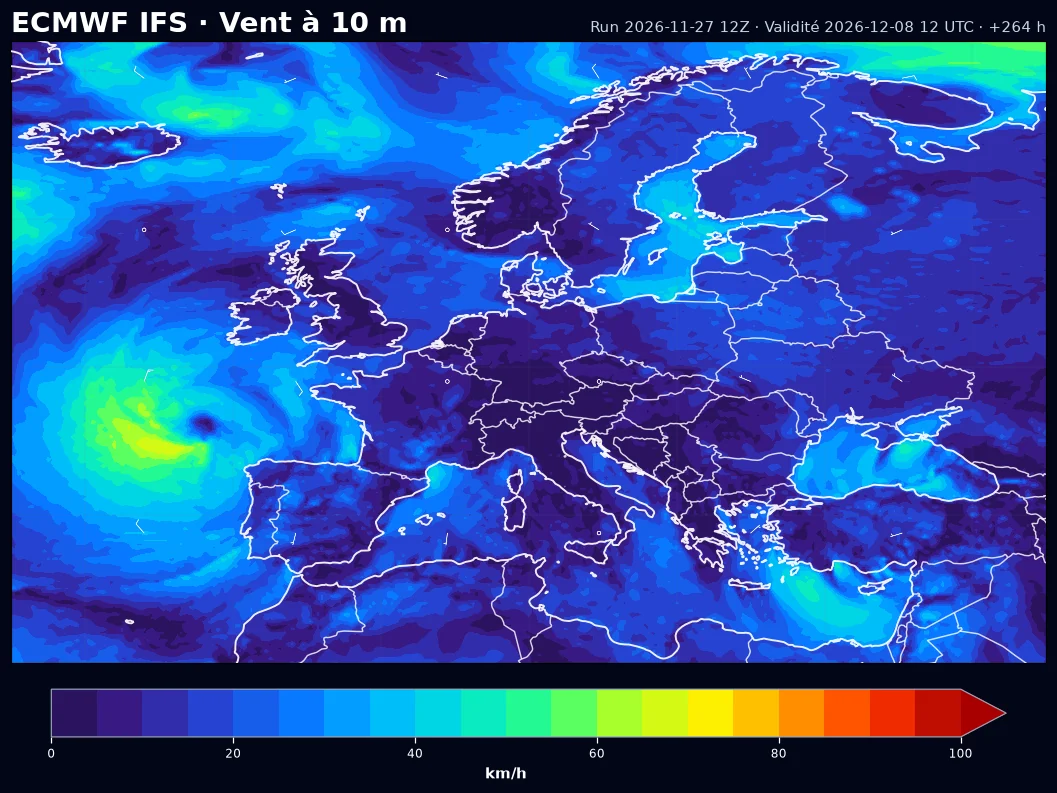 ECMWF IFS · Vent à 10 m
Run 2026-11-27 12Z · Validité 2026-12-08 12 UTC · +264 h
0 20 40 60 80 100
km/h